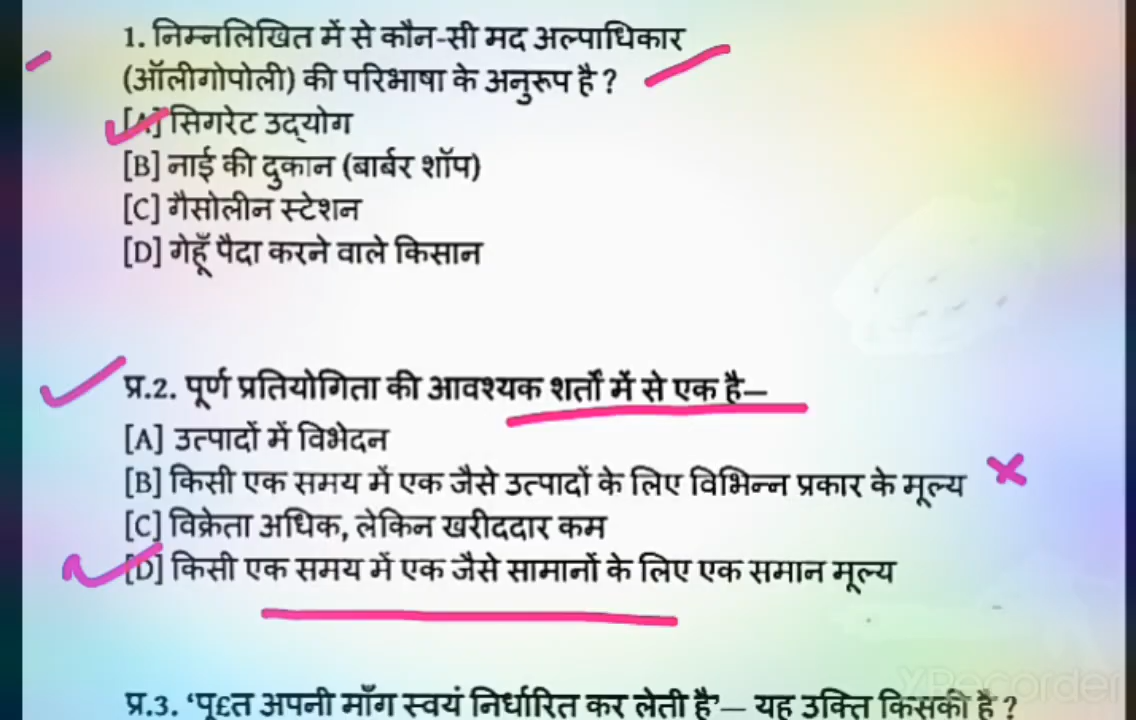 1. निम्नलिखित में से कौन-सी मद अल्पाधिकार
(ऑलीगोपोली) की परिभाषा के अनुरूप है ?
[A] सिगरेट उद्योग
[B] नाई की दुकान (बार्बर शॉप)
[C] गैसोलीन स्टेशन
[D] गेहूँ पैदा करने वाले किसान
प्र.2. पूर्ण प्रतियोगिता की आवश्यक शर्तों में से एक है—
[A] उत्पादों में विभेदन
[B] किसी एक समय में एक जैसे उत्पादों के लिए विभिन्न प्रकार के मूल्य
[C] विक्रेता अधिक, लेकिन खरीददार कम
[D] किसी एक समय में एक जैसे सामानों के लिए एक समान मूल्य
प्र.3. ‘पू£त अपनी माँग स्वयं निर्धारित कर लेती है’— यह उक्ति किसकी है ?
XRecorder